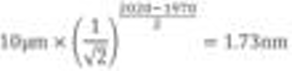 10μm × (1/√2)^((2020−1970)/2) = 1.73nm